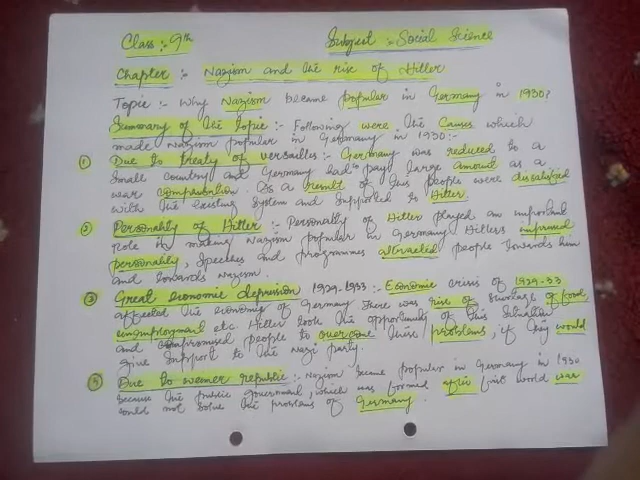 Class :- 9th Subject :- Social Science
Chapter :- Nazism and the rise of Hitler
Topic :- Why Nazism became popular in Germany in 1930?
Summary of the topic :- Following were the causes which
made Nazism popular in Germany in 1930:-
① Due to treaty of versailles :- Germany was reduced to a
small country and Germany had pay large amount as a
war . As a result of this people were
with the existing system and supported to Hitler.
② Personality of Hitler :- Personality of Hitler played an important
role in making Nazism popular in Germany Hitler's
personality, speeches and programmes attracted people towards him
and towards Nazism.
③ Great economic depression 1929-1933 :- Economic crisis of 1929-33
affected the economy of Germany There was rise of shortage of food,
etc. Hitler took the opportunity of this situation
and people to overcome these problems, if they would
give support to the Nazi party.
④ Due to weimer republic :- Nazism became popular in Germany in 1930
because the government, which was formed after first world war
could not solve the problems of Germany.